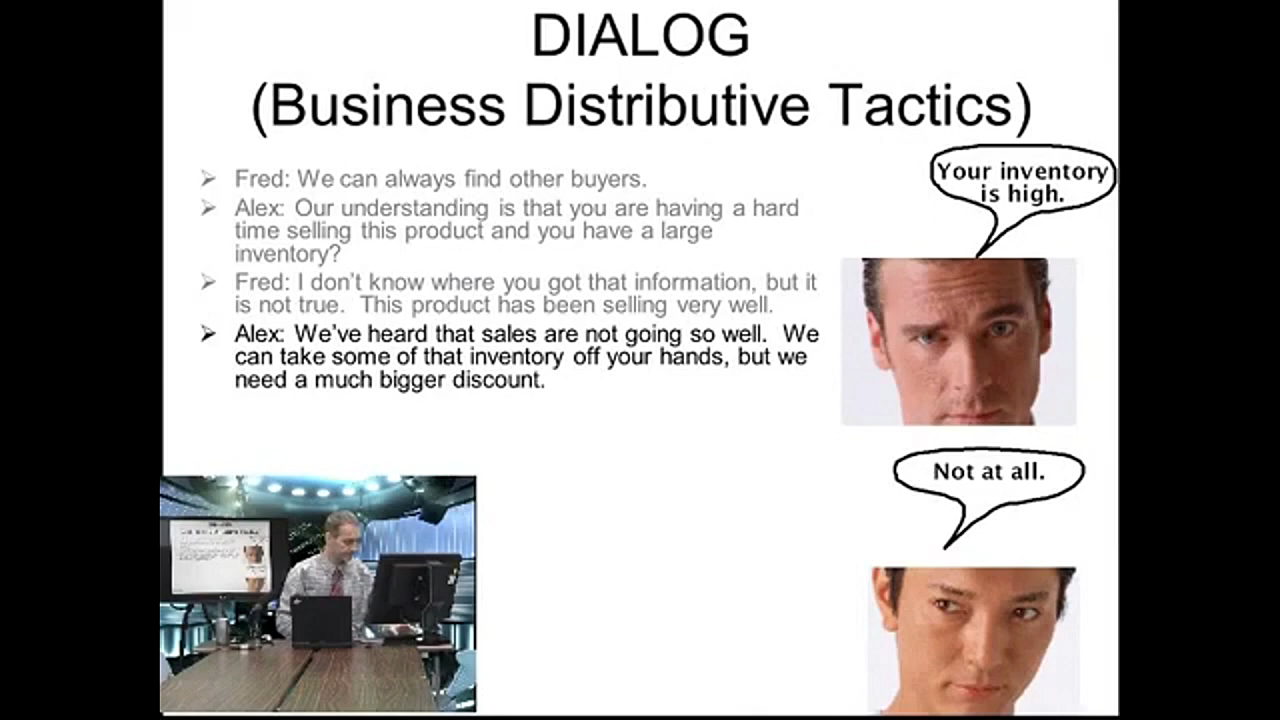 DIALOG
(Business Distributive Tactics)
➢ Fred: We can always find other buyers.
➢ Alex: Our understanding is that you are having a hard
time selling this product and you have a large
inventory?
➢ Fred: I don't know where you got that information, but it
is not true. This product has been selling very well.
➢ Alex: We've heard that sales are not going so well. We
can take some of that inventory off your hands, but we
need a much bigger discount.
Your inventory
is high.
Not at all.